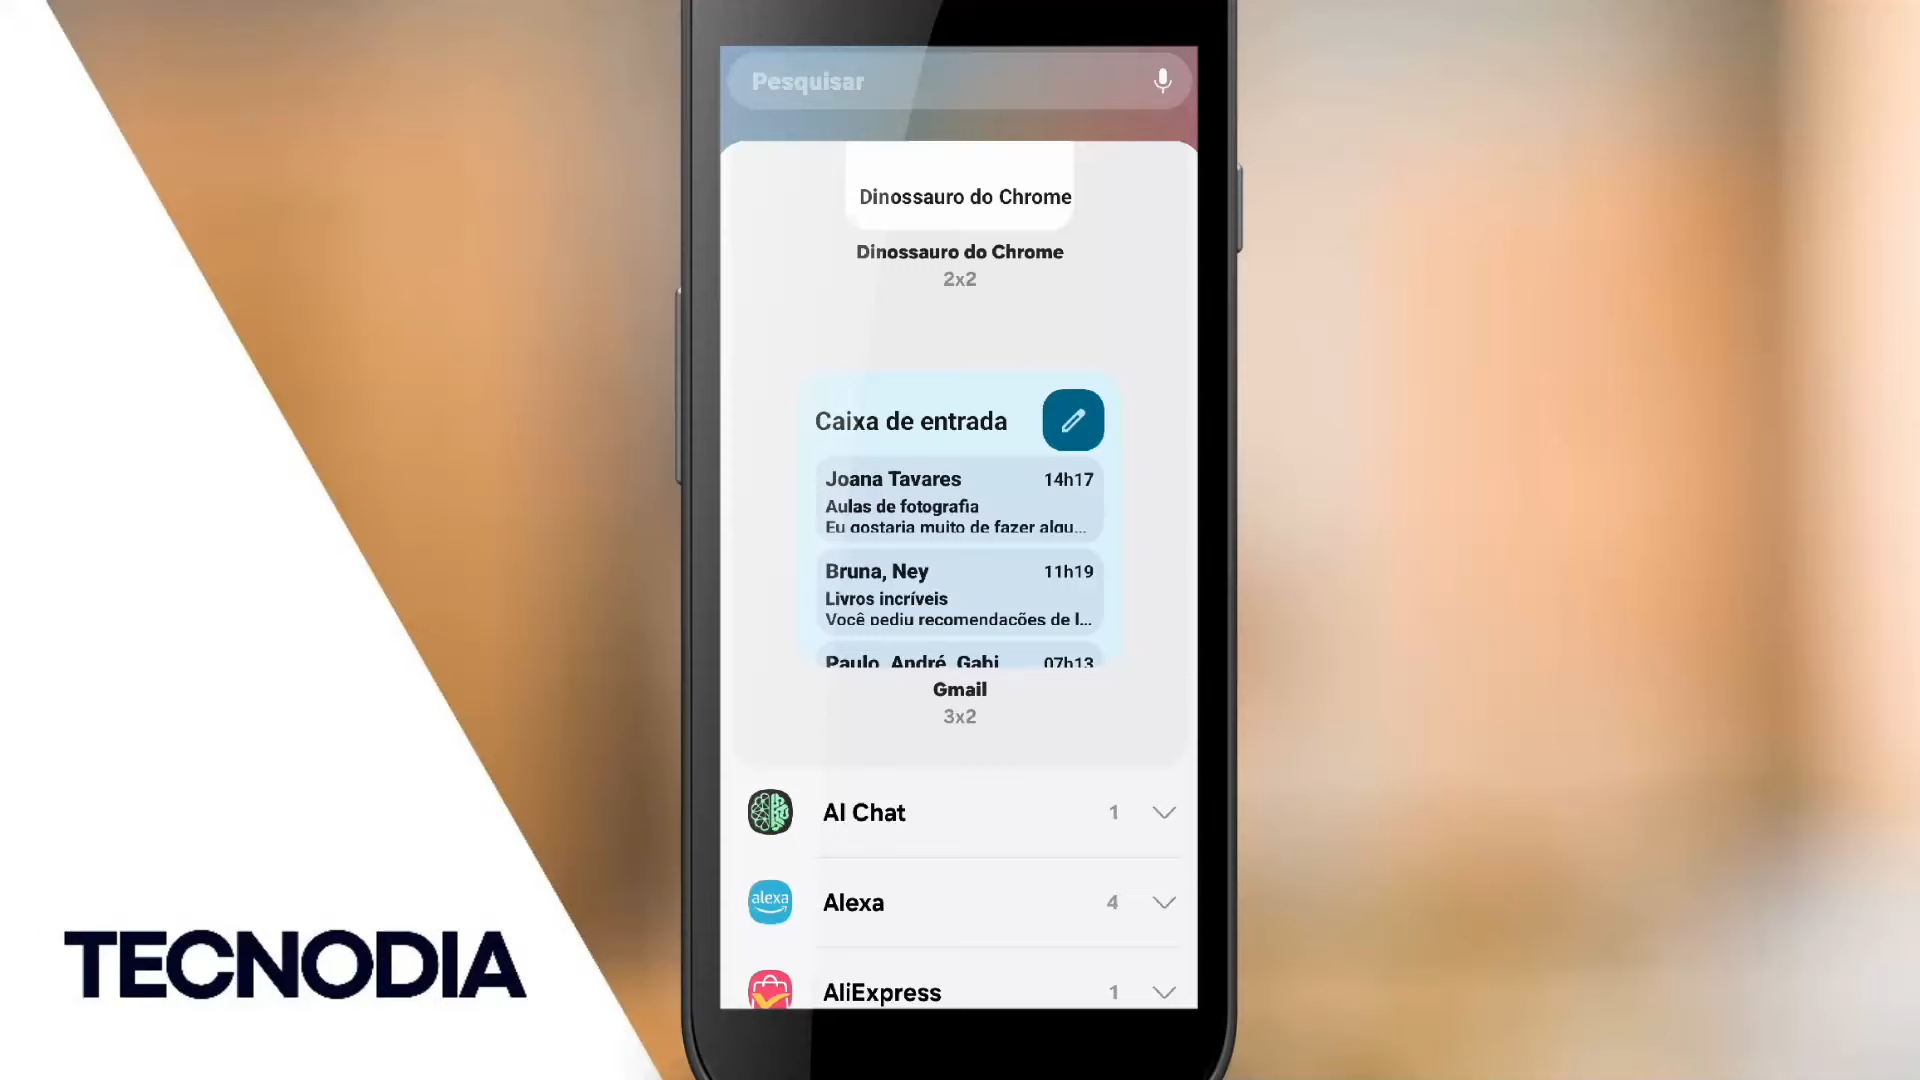 Pesquisar
Dinossauro do Chrome
Dinossauro do Chrome
2x2
Caixa de entrada
Joana Tavares 14h17
Aulas de fotografia
Eu gostaria muito de fazer algu...
Bruna, Ney 11h19
Livros incríveis
Você pediu recomendações de l...
Paulo, André, Gabi 07h13
Gmail
3x2
AI Chat 1
alexa
Alexa 4
AliExpress 1
TECNODIA